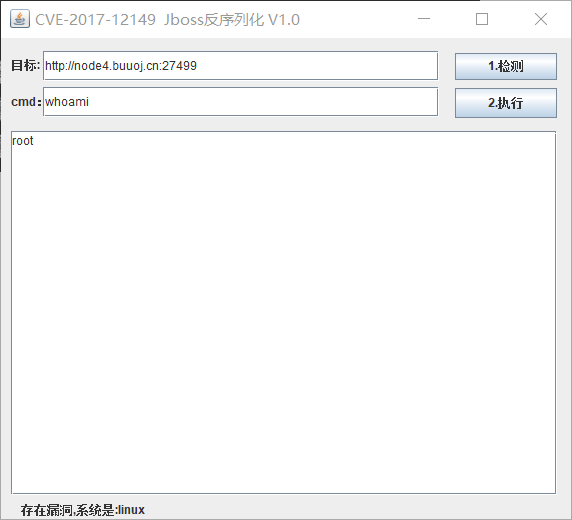 CVE-2017-12149 Jboss反序列化 V1.0
目标: http://node4.buuoj.cn:27499 1.检测
cmd: whoami 2.执行
root
存在漏洞,系统是:linux